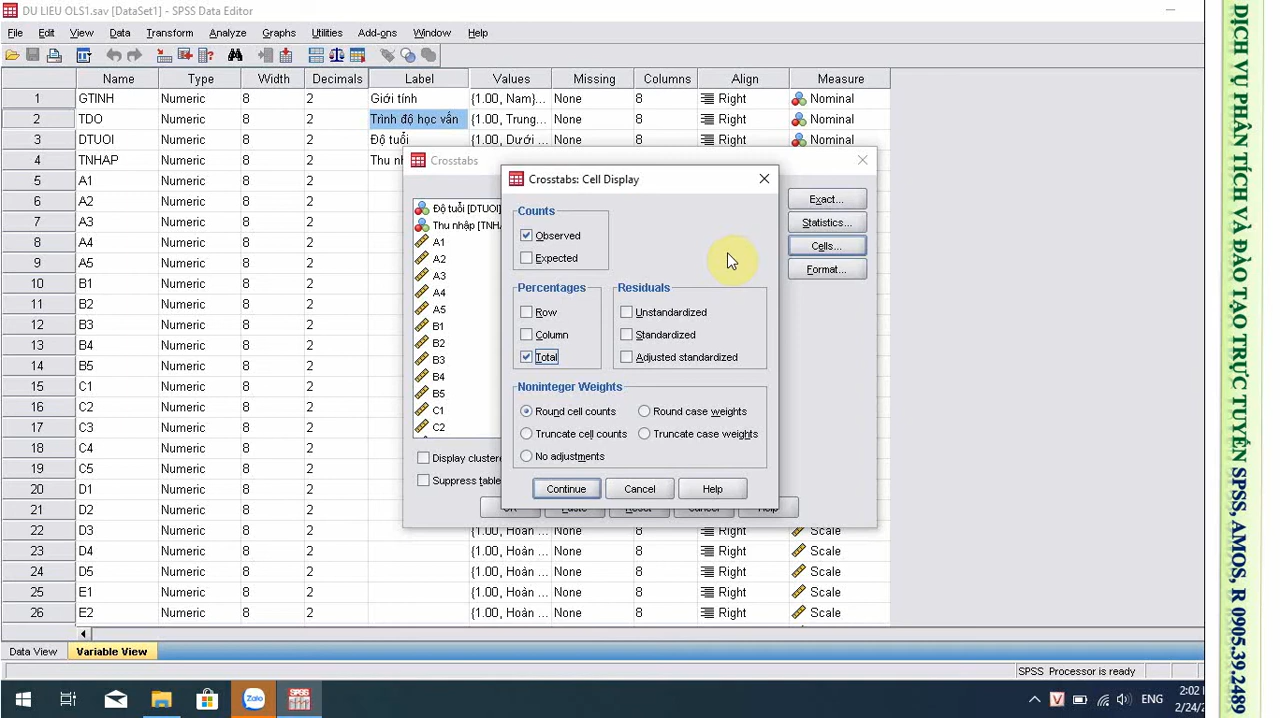 DU LIEU OLS1.sav [DataSet1] - SPSS Data Editor
File Edit View Data Transform Analyze Graphs Utilities Add-ons Window Help
Name Type Width Decimals Label Values Missing Columns Align Measure
1 GTINH Numeric 8 2 Giới tính {1.00, Nam}... None 8 Right Nominal
2 TDO Numeric 8 2 Trình độ học vấn {1.00, Trung... None 8 Right Nominal
3 DTUOI Numeric 8 2 Độ tuổi {1.00, Dưới None 8 Right Nominal
4 TNHAP Numeric 8 2 Thu nh
5 A1 Numeric 8 2
6 A2 Numeric 8 2
7 A3 Numeric 8 2
8 A4 Numeric 8 2
9 A5 Numeric 8 2
10 B1 Numeric 8 2
11 B2 Numeric 8 2
12 B3 Numeric 8 2
13 B4 Numeric 8 2
14 B5 Numeric 8 2
15 C1 Numeric 8 2
16 C2 Numeric 8 2
17 C3 Numeric 8 2
18 C4 Numeric 8 2
19 C5 Numeric 8 2
20 D1 Numeric 8 2
21 D2 Numeric 8 2
22 D3 Numeric 8 2 {1.00, Hoàn ... None 8 Right Scale
23 D4 Numeric 8 2 {1.00, Hoàn ... None 8 Right Scale
24 D5 Numeric 8 2 {1.00, Hoàn ... None 8 Right Scale
25 E1 Numeric 8 2 {1.00, Hoàn ... None 8 Right Scale
26 E2 Numeric 8 2 {1.00, Hoàn ... None 8 Right Scale
Crosstabs
Độ tuổi [DTUOI]
Thu nhập [TNH
A1
A2
A3
A4
A5
B1
B2
B3
B4
B5
C1
C2
Display cluster
Suppress table
Exact...
Statistics...
Cells...
Format...
Crosstabs: Cell Display
Counts
Observed
Expected
Percentages
Row
Column
Total
Residuals
Unstandardized
Standardized
Adjusted standardized
Noninteger Weights
Round cell counts Round case weights
Truncate cell counts Truncate case weights
No adjustments
Continue Cancel Help
Data View Variable View
SPSS Processor is ready
Zalo
SPSS
V ENG
2:02
2/24/2
DỊCH VỤ PHÂN TÍCH VÀ ĐÀO TẠO TRỰC TUYẾN SPSS, AMOS, R 0905.39.2489